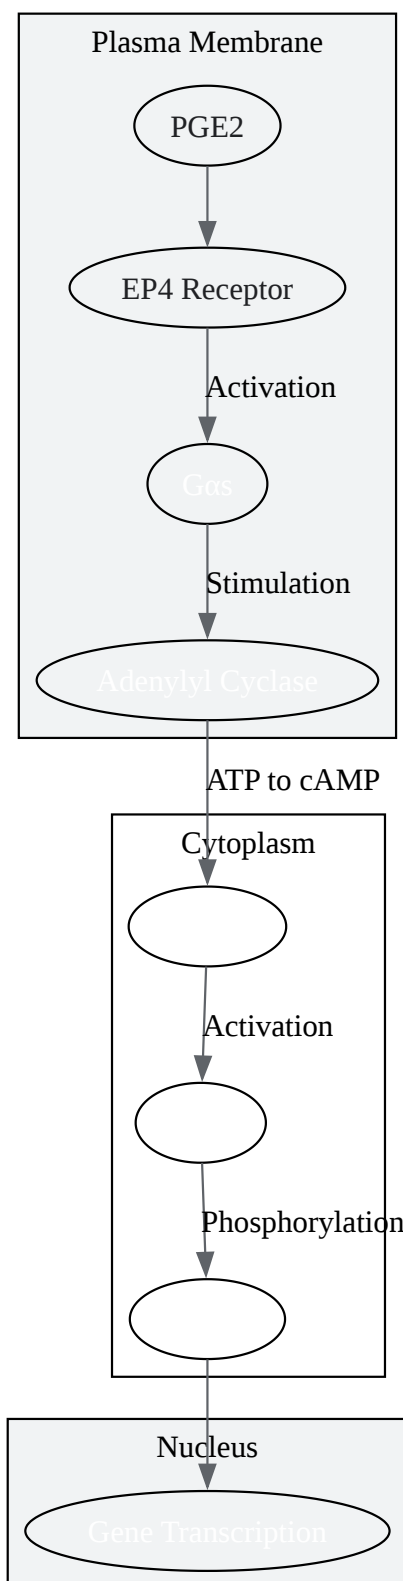 Plasma Membrane
PGE2
EP4 Receptor
Activation
Gαs
Stimulation
Adenylyl Cyclase
ATP to cAMP
Cytoplasm
Activation
Phosphorylation
Nucleus
Gene Transcription